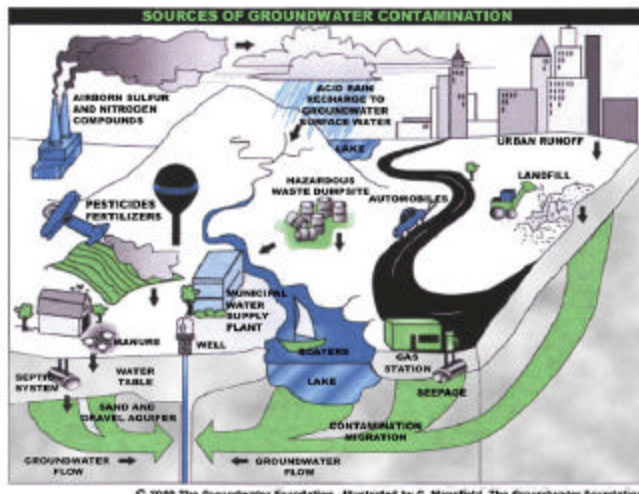 SOURCES OF GROUNDWATER CONTAMINATION
AIRBORN SULFUR
AND NITROGEN
COMPOUNDS
ACID RAIN
RECHARGE TO
GROUNDWATER
SURFACE WATER
LAKE
URBAN RUNOFF
PESTICIDES
FERTILIZERS
HAZARDOUS
WASTE DUMPSITE
AUTOMOBILES
LANDFILL
MUNICIPAL
WATER
SUPPLY
PLANT
MANURE
WELL
BOATERS
GAS
STATION
SEPTIC
SYSTEM
WATER
TABLE
LAKE
SEEPAGE
SAND AND
GRAVEL AQUIFER
CONTAMINATION
MIGRATION
GROUNDWATER
FLOW
GROUNDWATER
FLOW
The Groundwater Foundation. Illustrated by C. Mansfield, The Groundwater Foundation